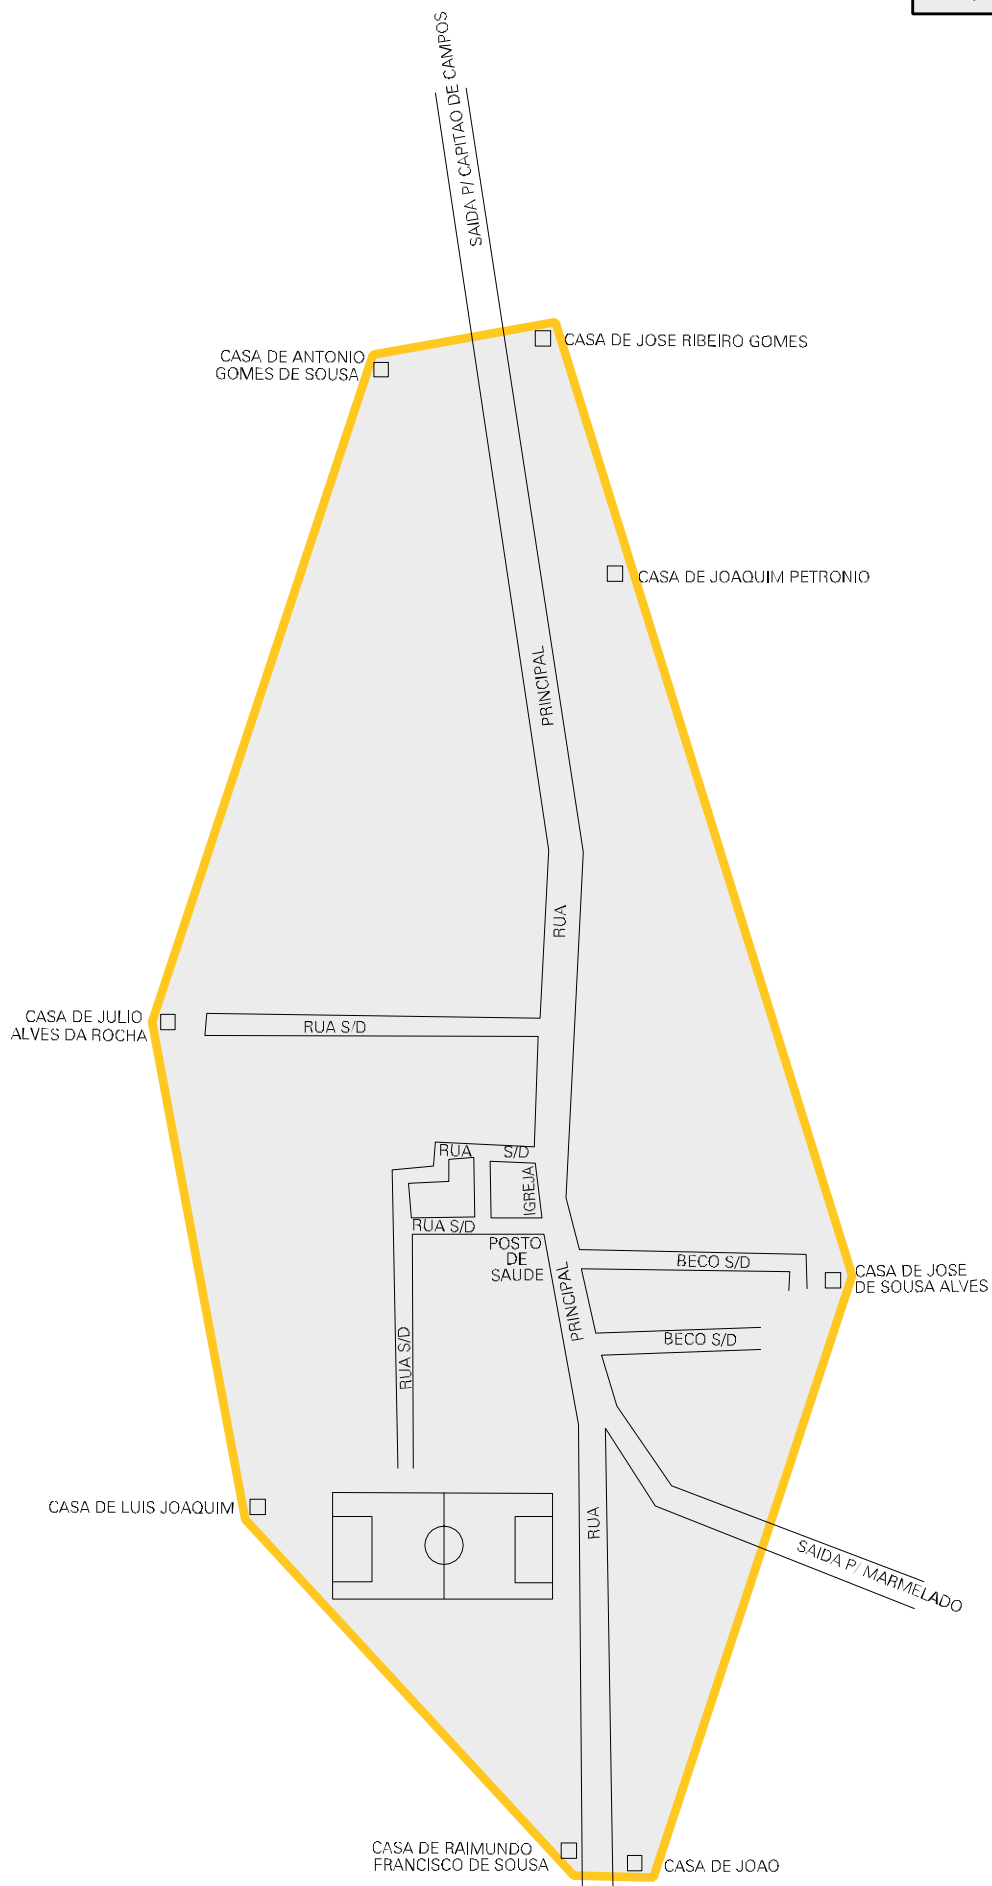 SAIDA P/ CAPITAO DE CAMPOS
CASA DE JOSE RIBEIRO GOMES
CASA DE ANTONIO
GOMES DE SOUSA
CASA DE JOAQUIM PETRONIO
PRINCIPAL
RUA
CASA DE JULIO
ALVES DA ROCHA
RUA S/D
RUA S/D
IGREJA
RUA S/D
POSTO
DE
SAUDE
BECO S/D
CASA DE JOSE
DE SOUSA ALVES
PRINCIPAL
BECO S/D
RUA S/D
CASA DE LUIS JOAQUIM
RUA
SAIDA P/ MARMELADO
CASA DE RAIMUNDO
FRANCISCO DE SOUSA
CASA DE JOAO